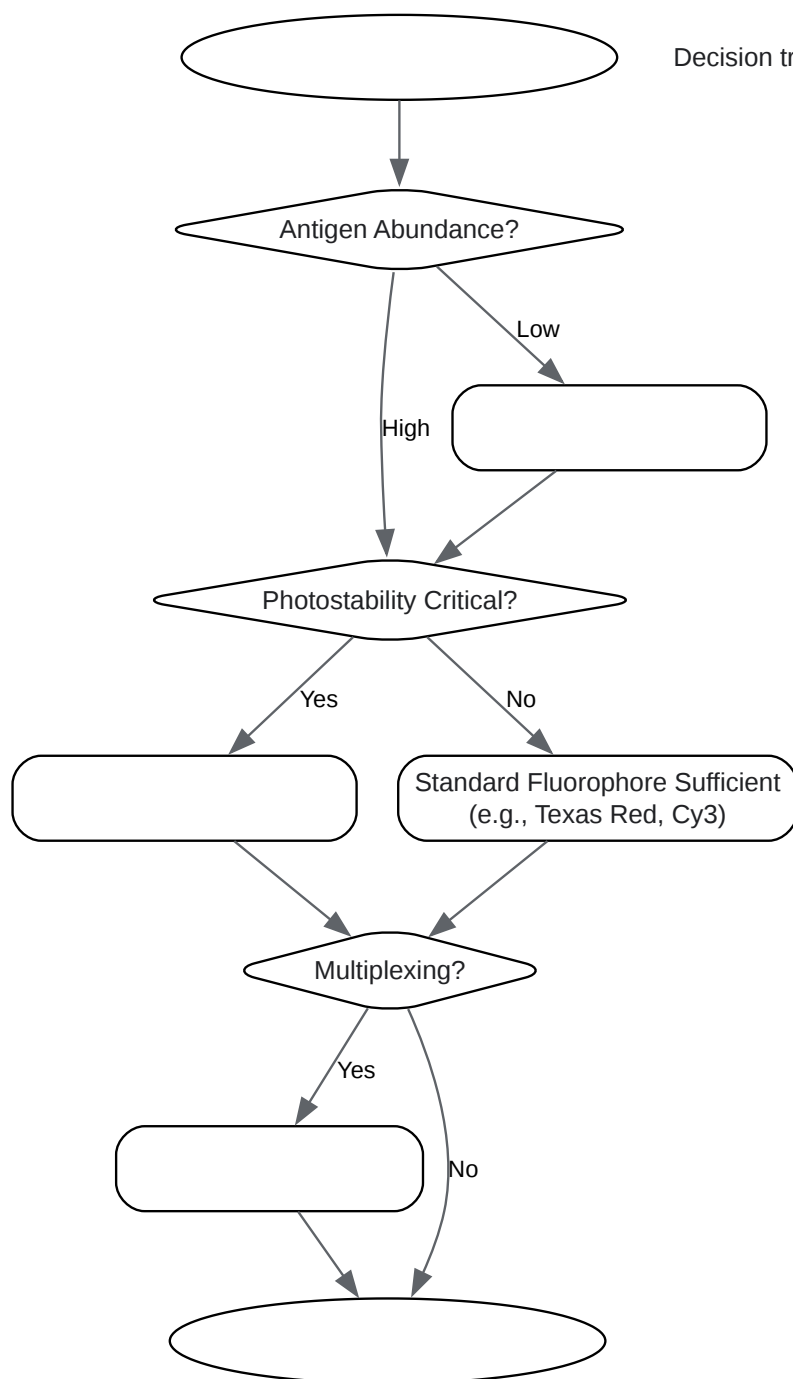 Decision tr
Antigen Abundance?
Low
High
Photostability Critical?
Yes
No
Standard Fluorophore Sufficient
(e.g., Texas Red, Cy3)
Multiplexing?
Yes
No